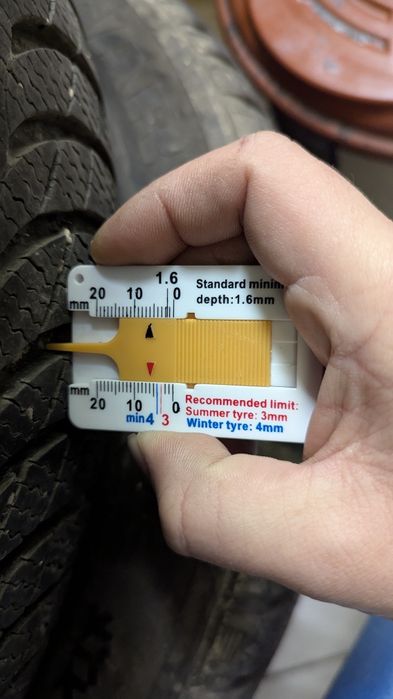 1.6
mm 20 10 0
Standard
depth:1.6mm
mm 20 10 0
min4 3
Recommended limit:
Summer tyre: 3mm
Winter tyre: 4mm